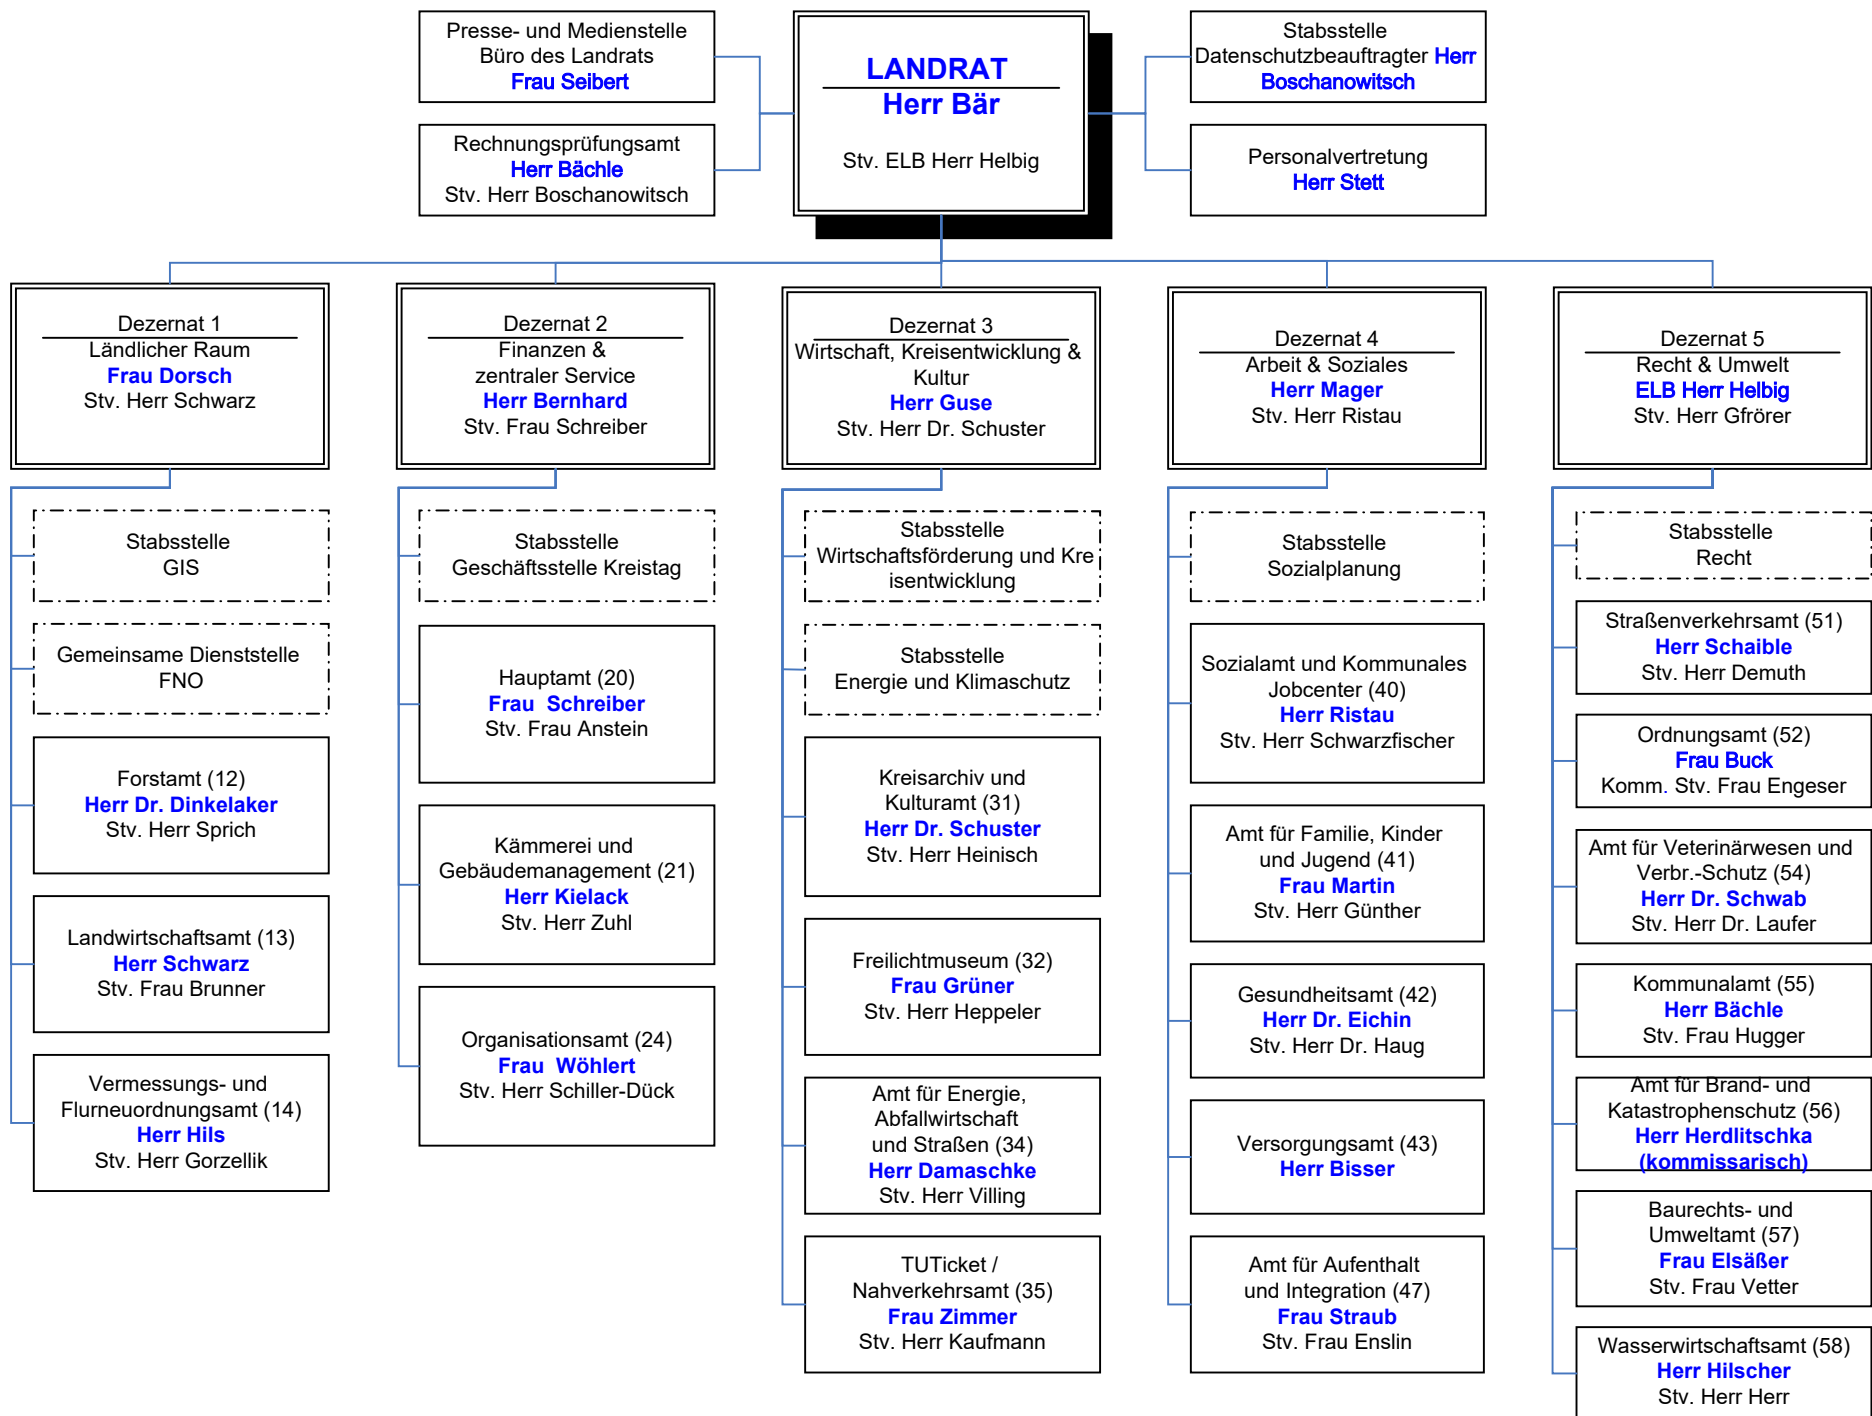 Presse- und Medienstelle
Büro des Landrats
Frau Seibert
Rechnungsprüfungsamt
Herr Bächle
Stv. Herr Boschanowitsch
LANDRAT
Herr Bär
Stv. ELB Herr Helbig
Stabsstelle
Datenschutzbeauftragter Herr
Boschanowitsch
Personalvertretung
Herr Stett
Dezernat 1
Ländlicher Raum
Frau Dorsch
Stv. Herr Schwarz
Stabsstelle
GIS
Gemeinsame Dienststelle
FNO
Forstamt (12)
Herr Dr. Dinkelaker
Stv. Herr Sprich
Landwirtschaftsamt (13)
Herr Schwarz
Stv. Frau Brunner
Vermessungs- und
Flurneuordnungsamt (14)
Herr Hils
Stv. Herr Gorzellik
Dezernat 2
Finanzen &
zentraler Service
Herr Bernhard
Stv. Frau Schreiber
Stabsstelle
Geschäftsstelle Kreistag
Hauptamt (20)
Frau  Schreiber
Stv. Frau Anstein
Kämmerei und
Gebäudemanagement (21)
Herr Kielack
Stv. Herr Zuhl
Organisationsamt (24)
Frau  Wöhlert
Stv. Herr Schiller-Dück
Dezernat 3
Wirtschaft, Kreisentwicklung &
Kultur
Herr Guse
Stv. Herr Dr. Schuster
Stabsstelle
Wirtschaftsförderung und Kre
isentwicklung
Stabsstelle
Energie und Klimaschutz
Kreisarchiv und
Kulturamt (31)
Herr Dr. Schuster
Stv. Herr Heinisch
Freilichtmuseum (32)
Frau Grüner
Stv. Herr Heppeler
Amt für Energie,
Abfallwirtschaft
und Straßen (34)
Herr Damaschke
Stv. Herr Villing
TUTicket /
Nahverkehrsamt (35)
Frau Zimmer
Stv. Herr Kaufmann
Dezernat 4
Arbeit & Soziales
Herr Mager
Stv. Herr Ristau
Stabsstelle
Sozialplanung
Sozialamt und Kommunales
Jobcenter (40)
Herr Ristau
Stv. Herr Schwarzfischer
Amt für Familie, Kinder
und Jugend (41)
Frau Martin
Stv. Herr Günther
Gesundheitsamt (42)
Herr Dr. Eichin
Stv. Herr Dr. Haug
Versorgungsamt (43)
Herr Bisser
Amt für Aufenthalt
und Integration (47)
Frau Straub
Stv. Frau Enslin
Dezernat 5
Recht & Umwelt
ELB Herr Helbig
Stv. Herr Gfrörer
Stabsstelle
Recht
Straßenverkehrsamt (51)
Herr Schaible
Stv. Herr Demuth
Ordnungsamt (52)
Frau Buck
Komm. Stv. Frau Engeser
Amt für Veterinärwesen und
Verbr.-Schutz (54)
Herr Dr. Schwab
Stv. Herr Dr. Laufer
Kommunalamt (55)
Herr Bächle
Stv. Frau Hugger
Amt für Brand- und
Katastrophenschutz (56)
Herr Herdlitschka
(kommissarisch)
Baurechts- und
Umweltamt (57)
Frau Elsäßer
Stv. Frau Vetter
Wasserwirtschaftsamt (58)
Herr Hilscher
Stv. Herr Herr